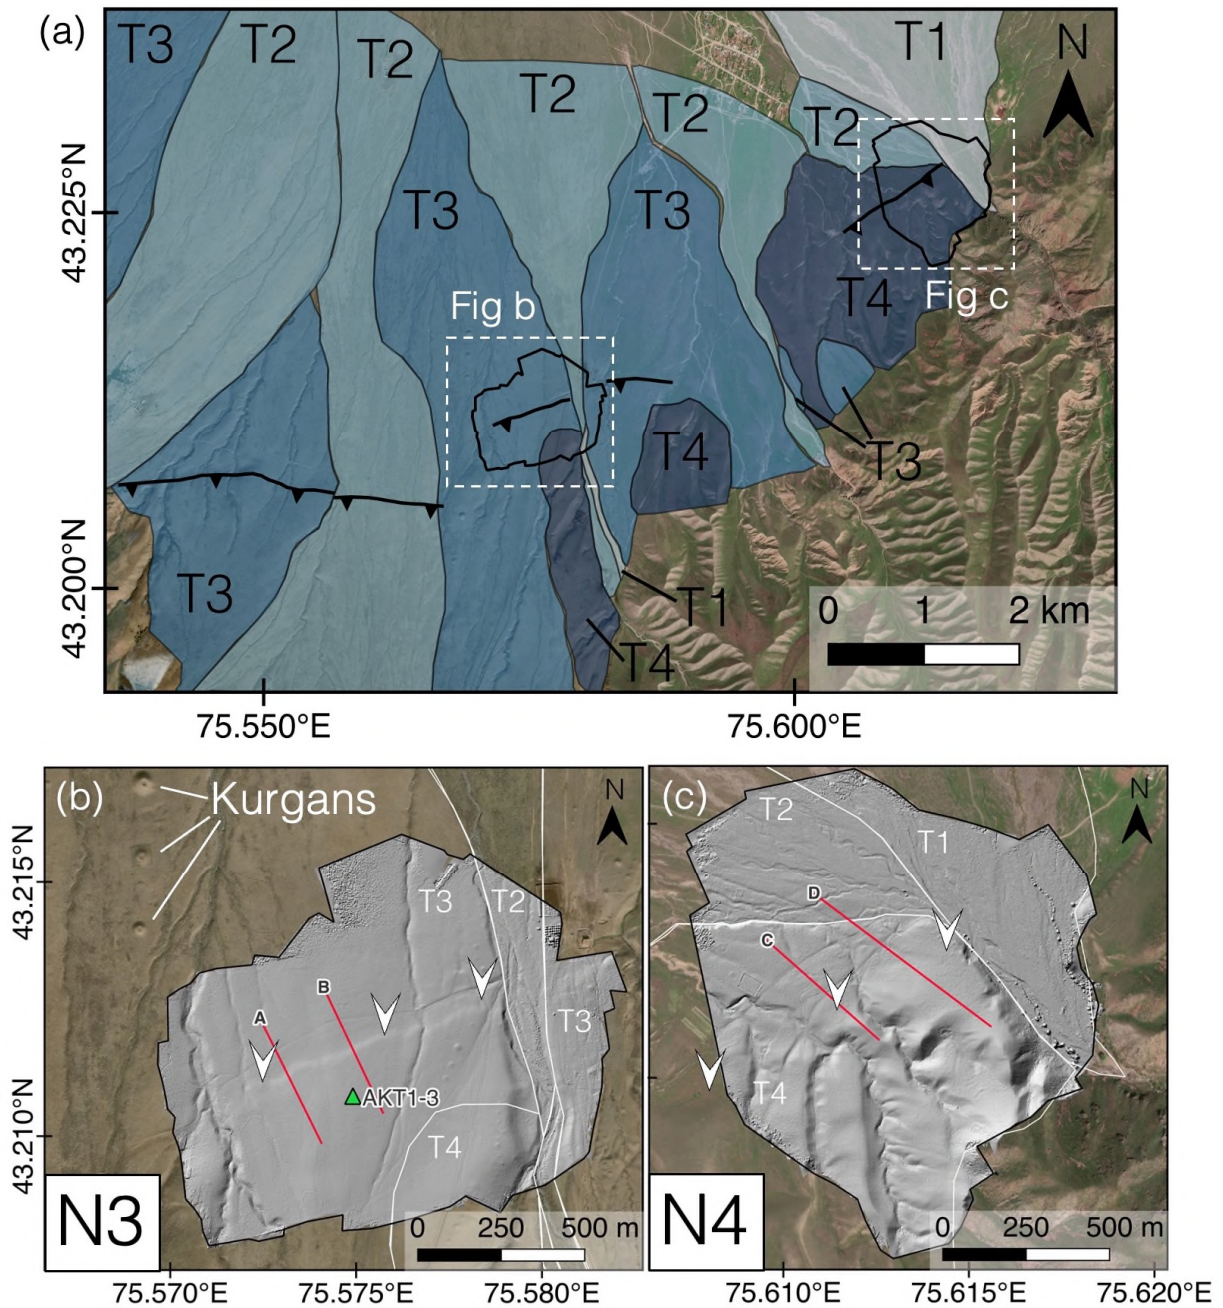 (a)
T3
T2
T2
T2
T2
T2
T1
N
43.225°N
T3
T3
T4
Fig b
Fig c
T4
T3
43.200°N
T3
T1
T4
0 1 2 km
75.550°E
75.600°E
(b)
Kurgans
N
43.215°N
T3
T2
B
A
T3
AKT1-3
43.210°N
T4
N3
0 250 500 m
75.570°E
75.575°E
75.580°E
(c)
T2
T1
N
D
C
T4
N4
0 250 500 m
75.610°E
75.615°E
75.620°E